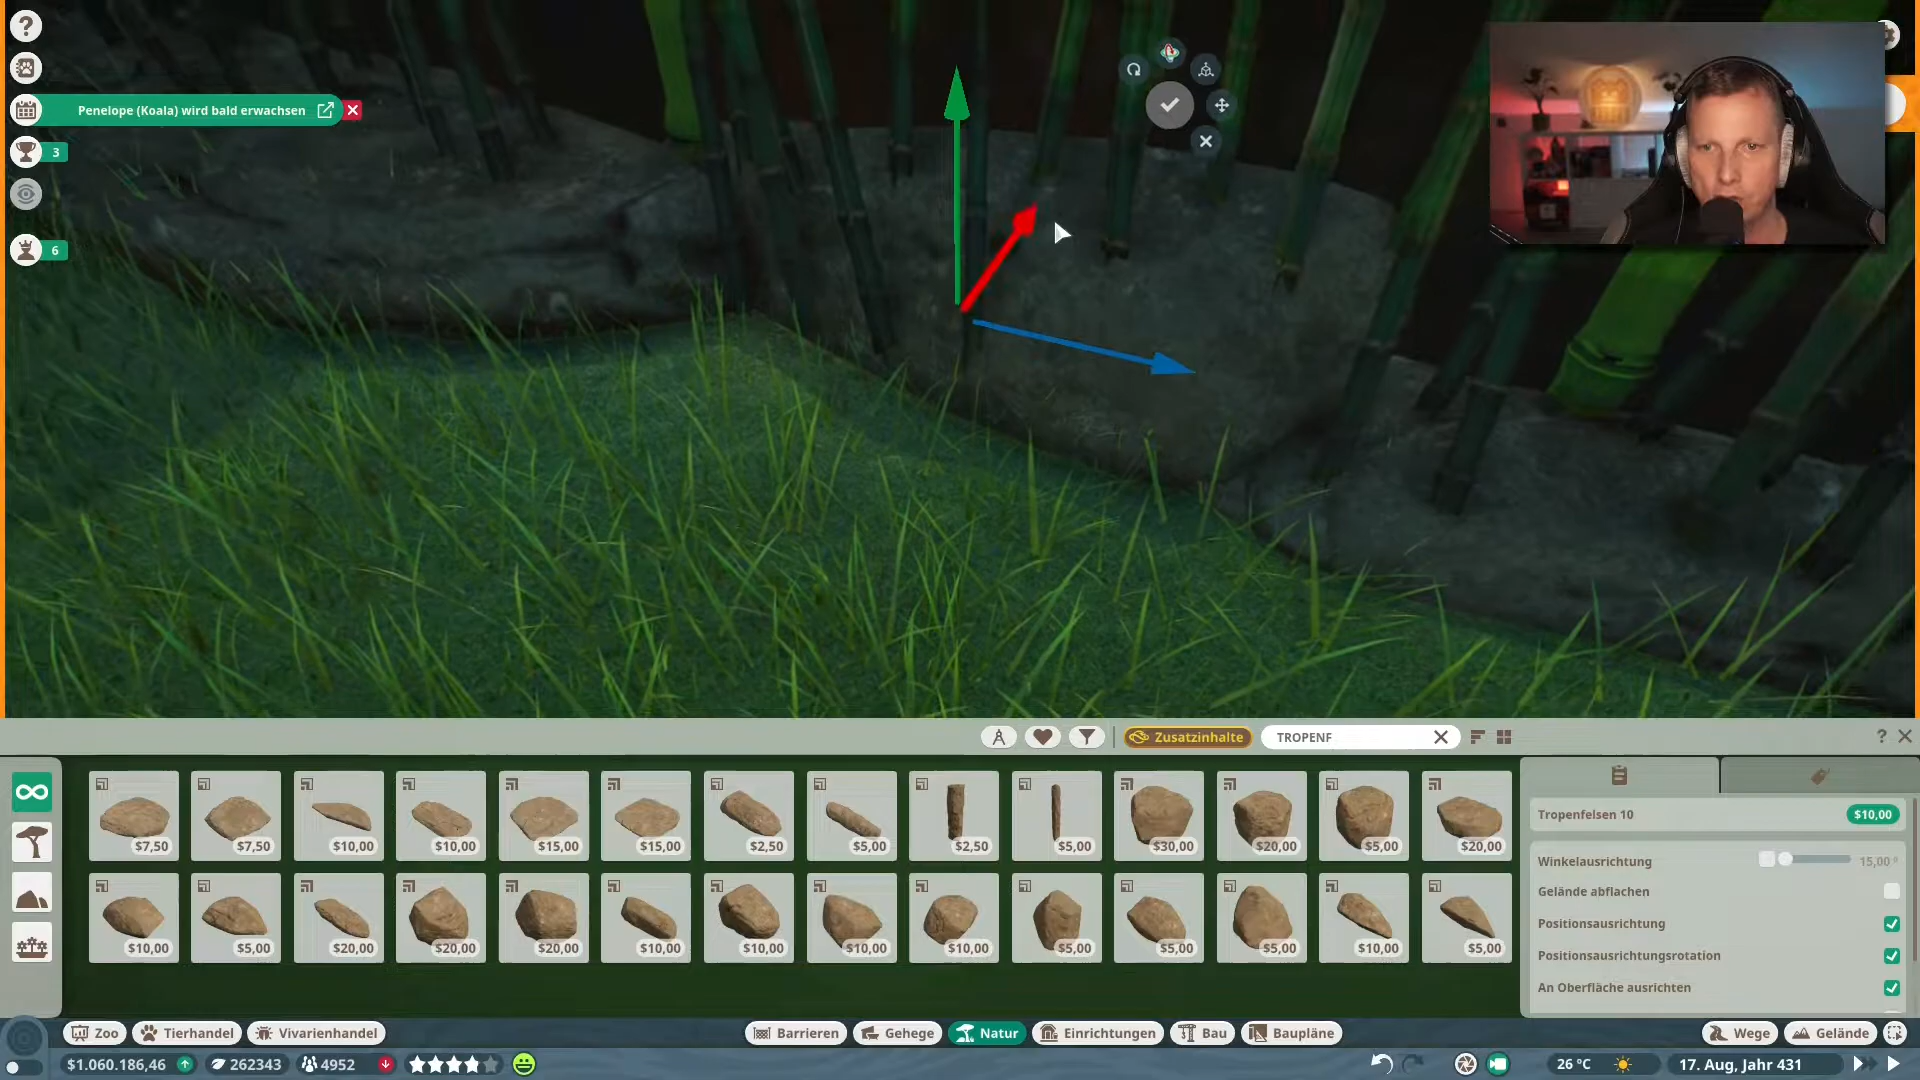 ?
Penelope (Koala) wird bald erwachsen
3
6
Zusatzinhalte
TROPENF
?
$7,50
$7,50
$10,00
$10,00
$15,00
$15,00
$2,50
$5,00
$2,50
$5,00
$30,00
$20,00
$5,00
$20,00
$10,00
$5,00
$20,00
$20,00
$20,00
$10,00
$10,00
$10,00
$10,00
$5,00
$5,00
$5,00
$10,00
$5,00
Tropenfelsen 10
$10,00
Winkelausrichtung
15,00 °
Gelände abflachen
Positionsausrichtung
Positionsausrichtungsrotation
An Oberfläche ausrichten
Zoo
Tierhandel
Vivarienhandel
Barrieren
Gehege
Natur
Einrichtungen
Bau
Baupläne
Wege
Gelände
$1.060.186,46
262343
4952
26 °C
17. Aug, Jahr 431